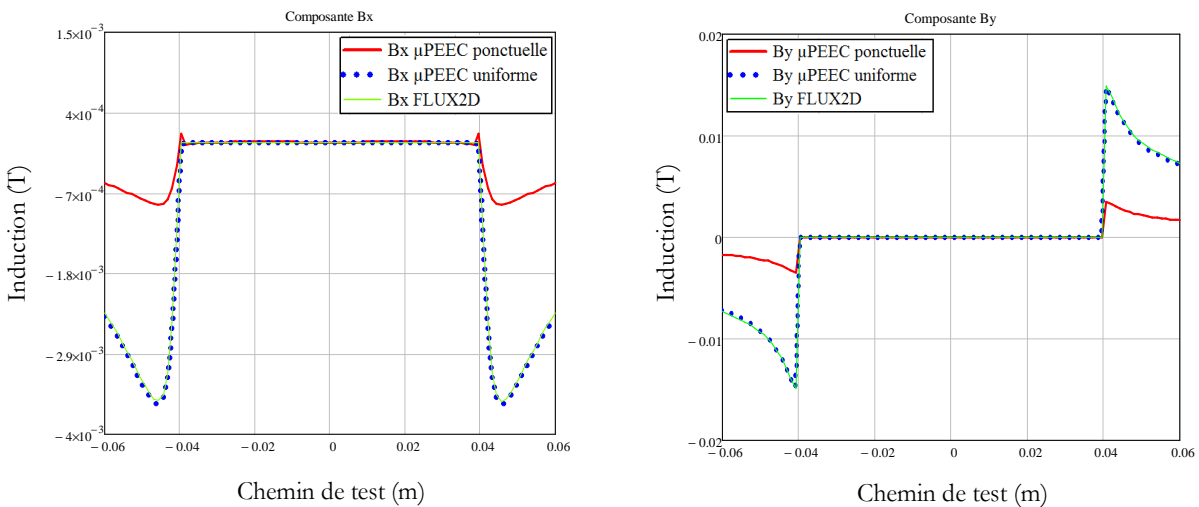 Composante Bx
1.5×10⁻³
4×10⁻⁴
−7×10⁻⁴
−1.8×10⁻³
−2.9×10⁻³
−4×10⁻³
−0.06
−0.04
−0.02
0
0.02
0.04
0.06
Induction (T)
Chemin de test (m)
Bx µPEEC ponctuelle
Bx µPEEC uniforme
Bx FLUX2D
Composante By
0.02
0.01
0
−0.01
−0.02
−0.06
−0.04
−0.02
0
0.02
0.04
0.06
Induction (T)
Chemin de test (m)
By µPEEC ponctuelle
By µPEEC uniforme
By FLUX2D